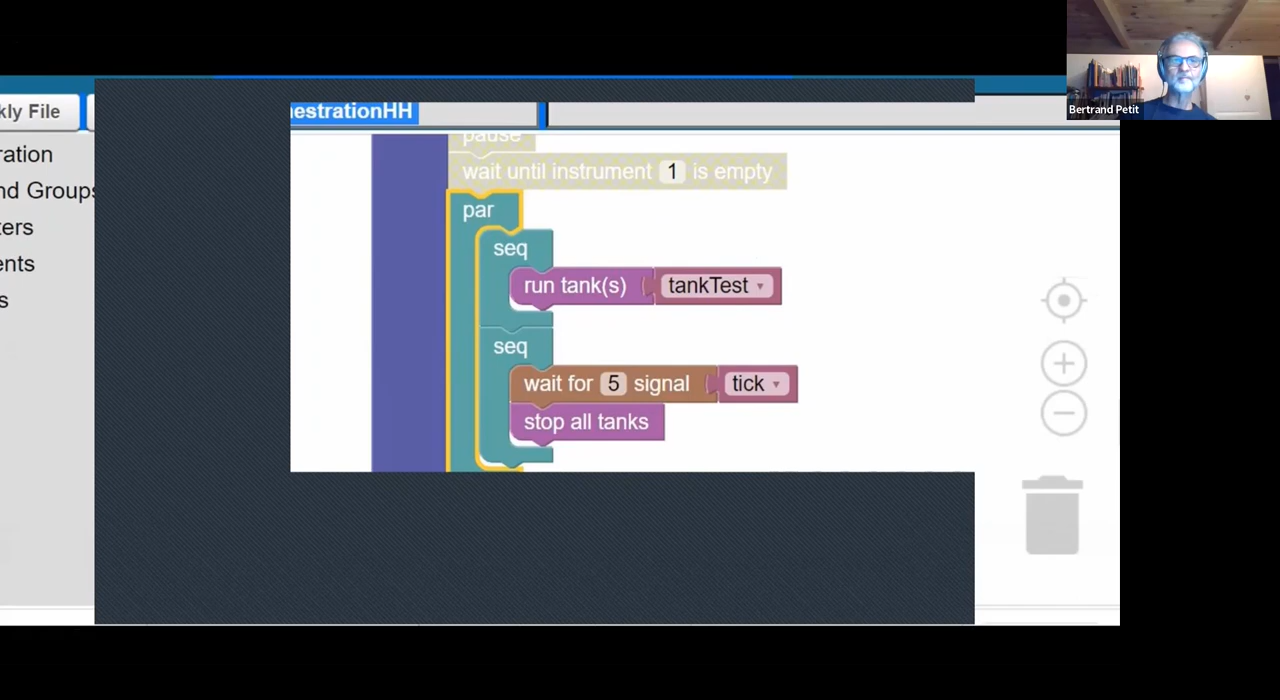 Bertrand Petit
kly File
estrationHH
ration
nd Groups
ters
ents
s
pause
wait until instrument 1 is empty
par
seq
run tank(s) tankTest
seq
wait for 5 signal tick
stop all tanks